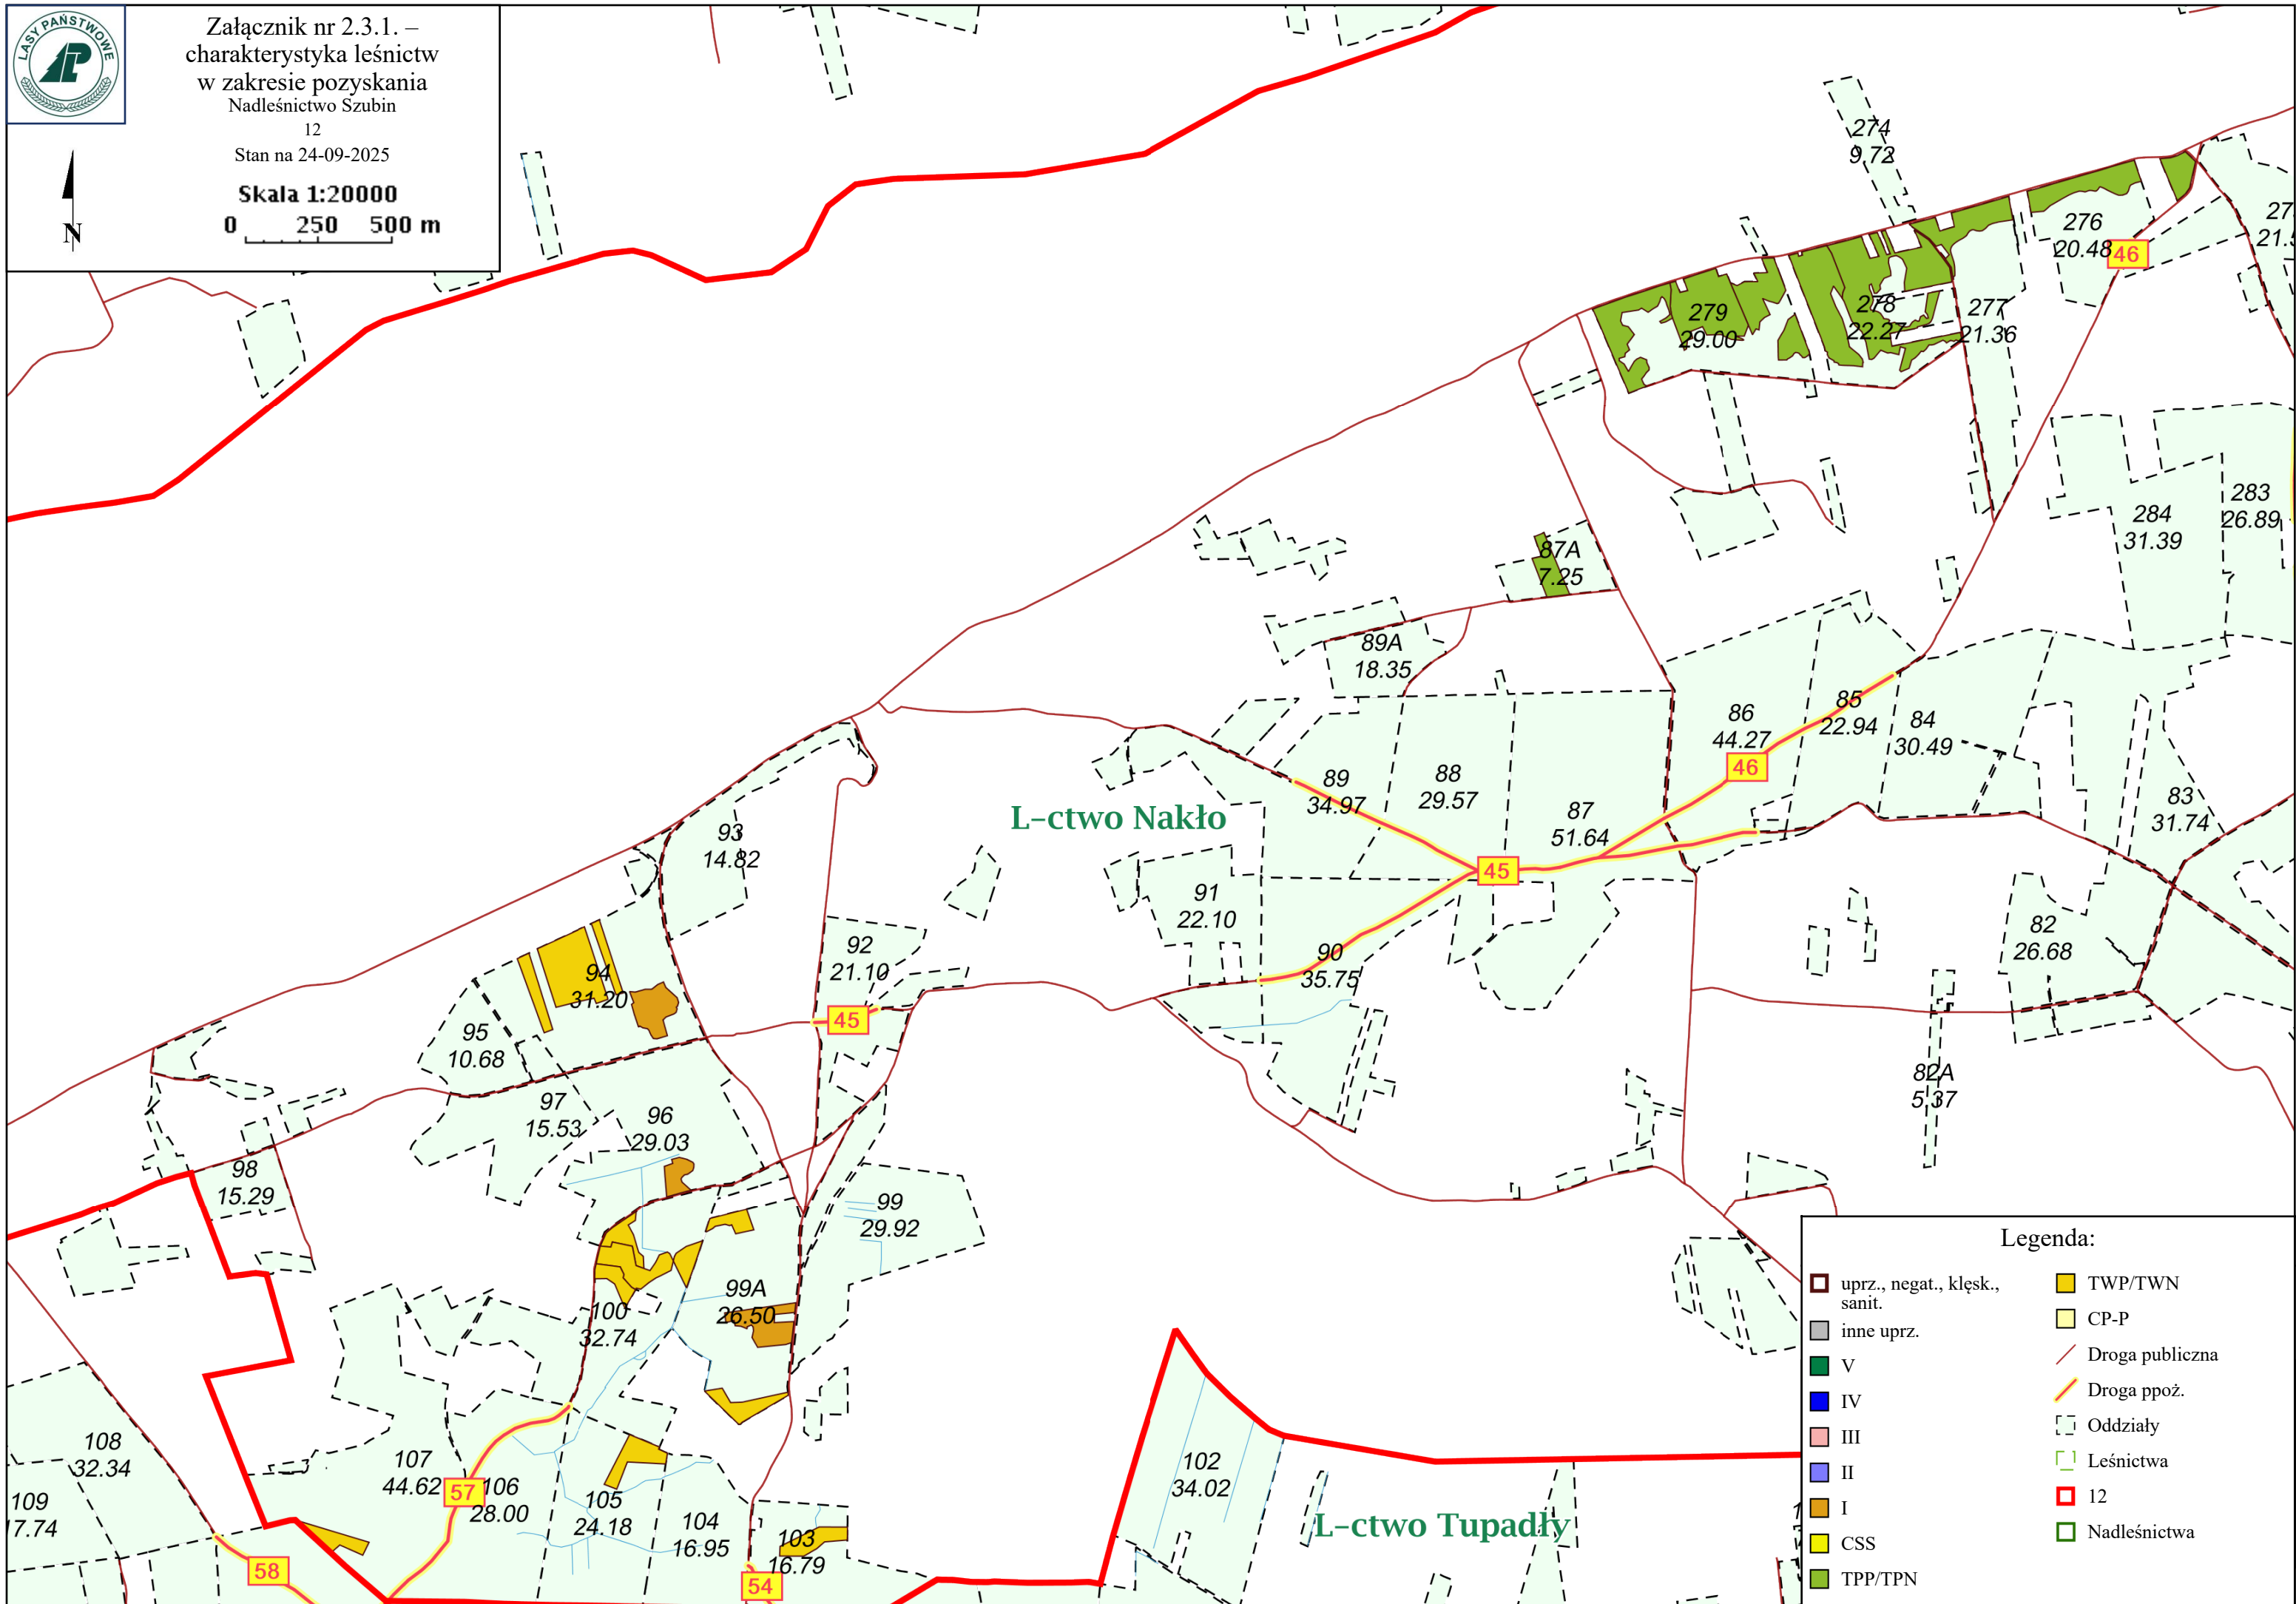 LASY PAŃSTWOWE
Załącznik nr 2.3.1. –
charakterystyka leśnictw
w zakresie pozyskania
Nadleśnictwo Szubin
12
Stan na 24-09-2025
Skala 1:20000
0 250 500 m
N
274
9.72
276
20.48
46
27
21.
277
21.36
278
22.27
279
29.00
283
26.89
284
31.39
87A
7.25
89A
18.35
86
44.27
46
85
22.94
84
30.49
83
31.74
89
34.97
88
29.57
87
51.64
45
L-ctwo Nakło
93
14.82
91
22.10
90
35.75
92
21.10
45
82
26.68
82A
5.37
94
31.20
95
10.68
97
15.53
96
29.03
98
15.29
99
29.92
99A
26.50
100
32.74
108
32.34
109
17.74
107
44.62
57
106
28.00
105
24.18
104
16.95
103
16.79
58
54
102
34.02
L-ctwo Tupadły
Legenda:
uprz., negat., klęsk.,
sanit.
inne uprz.
V
IV
III
II
I
CSS
TPP/TPN
TWP/TWN
CP-P
Droga publiczna
Droga ppoż.
Oddziały
Leśnictwa
12
Nadleśnictwa